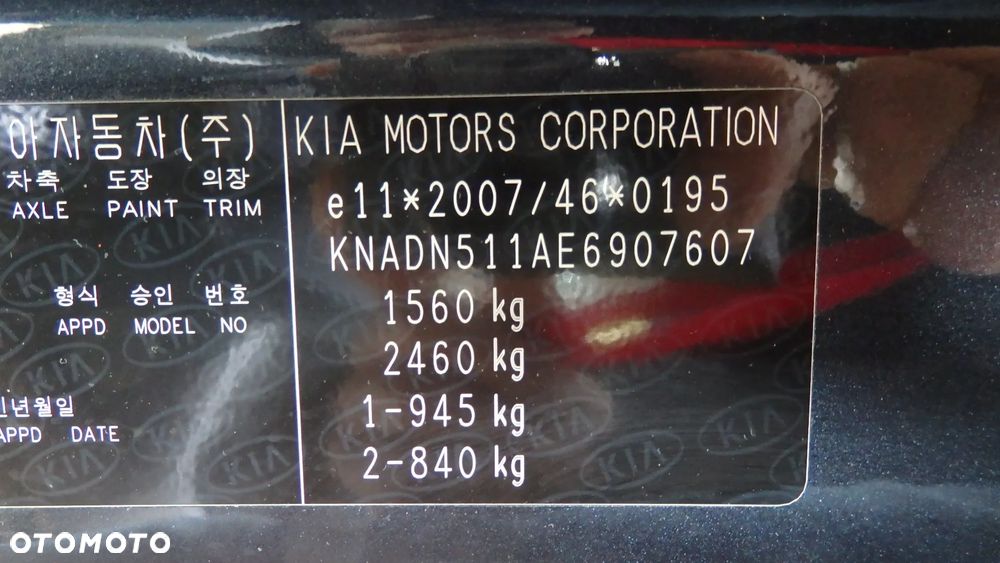 아자동차(주)
차축 도장 의장
AXLE PAINT TRIM
형식 승인 번호
APPD MODEL NO
년월일
APPD DATE
KIA MOTORS CORPORATION
e11*2007/46*0195
KNADN511AE6907607
1560 kg
2460 kg
1-945 kg
2-840 kg
OTOMOTO